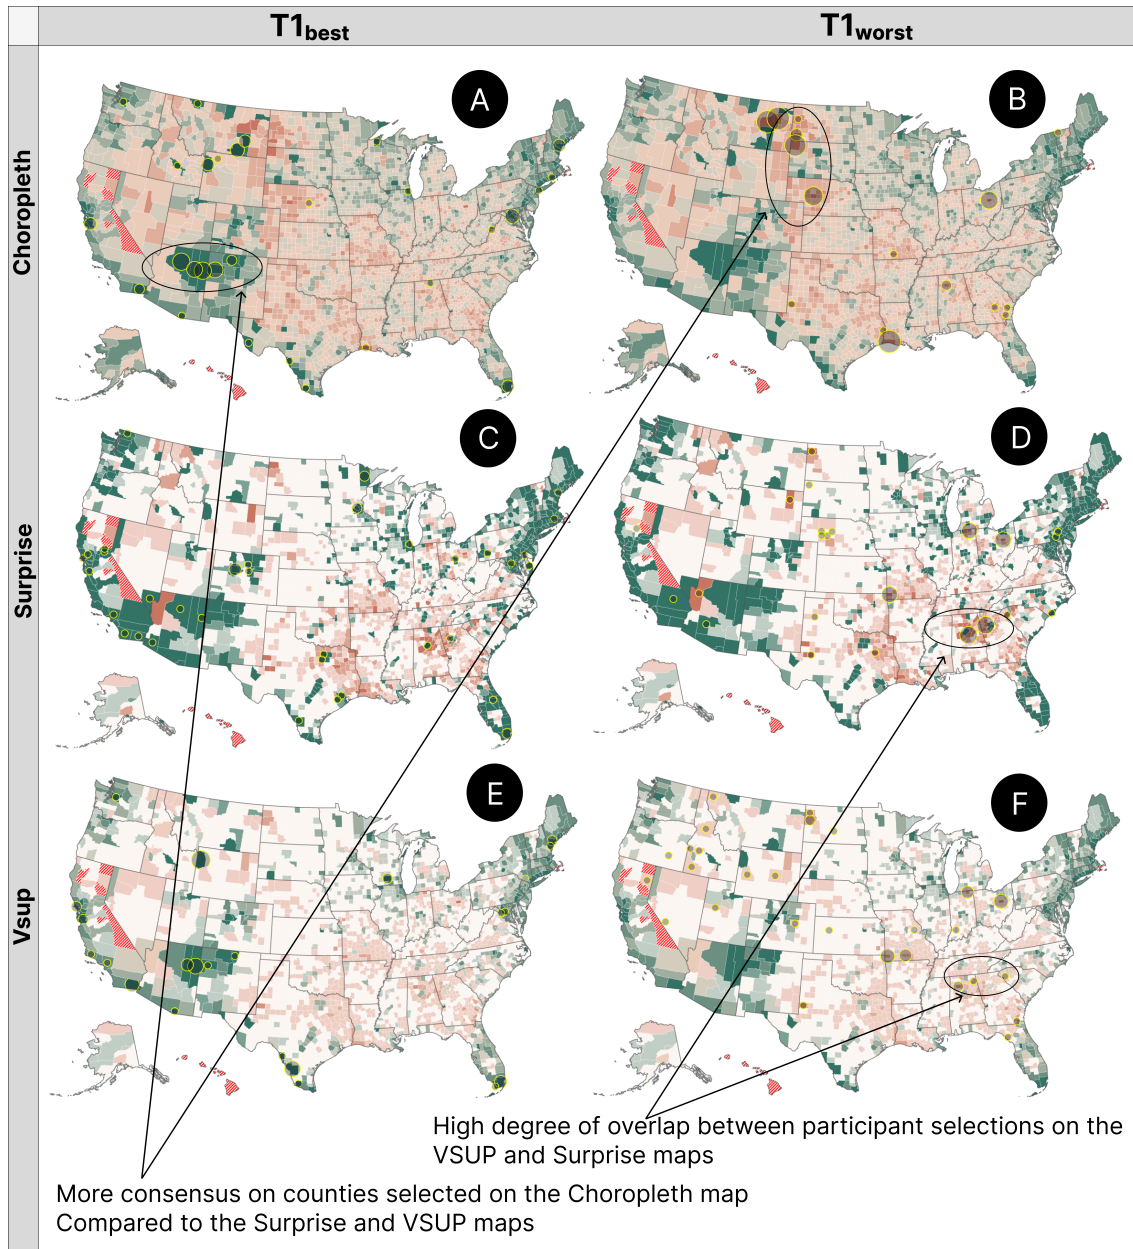 T1best
T1worst
Choropleth
A
B
Surprise
C
D
Vsup
E
F
High degree of overlap between participant selections on the
VSUP and Surprise maps
More consensus on counties selected on the Choropleth map
Compared to the Surprise and VSUP maps